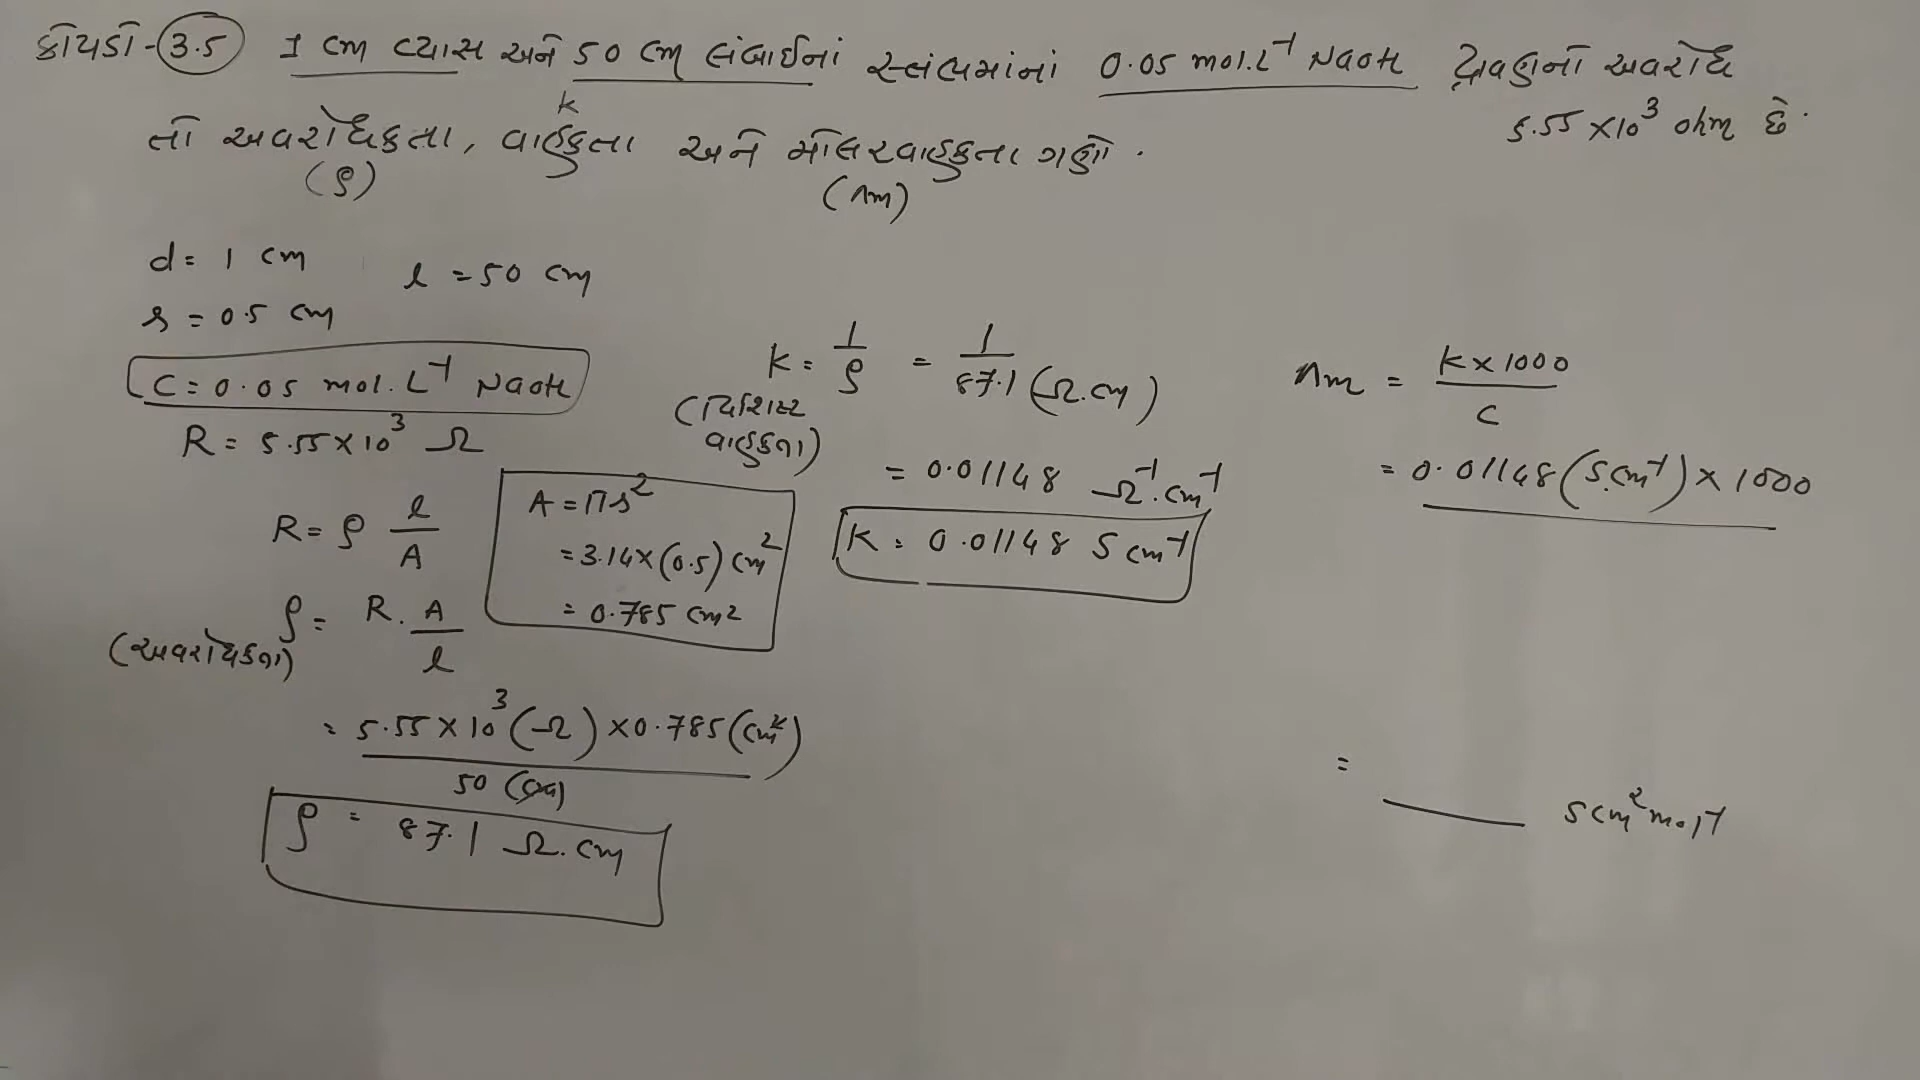 કોયડો-3.5 1 cm વ્યાસ અને 50 cm લંબાઈનાં સ્તંભમાંનાં 0.05 mol.L⁻¹ NaOH દ્રાવણનો અવરોધ
5.55 ×10³ ohm છે.
k
તો અવરોધકતા, વાહકતા અને મોલરવાહકતા ગણો.
(ρ) (Λm)
d = 1 cm l = 50 cm
r = 0.5 cm
C = 0.05 mol. L⁻¹ NaOH
R = 5.55 × 10³ Ω
R = ρ l/A
ρ = R. A/l
(અવરોધકતા)
= 5.55 × 10³ (Ω) × 0.785 (cm²)
50 (cm)
ρ = 87.1 Ω.cm
A = πr²
= 3.14 × (0.5) cm²
= 0.785 cm²
K = 1/ρ = 1/87.1 (Ω.cm)
(વિશિષ્ટ
વાહકતા)
= 0.01148 Ω⁻¹.cm⁻¹
K = 0.01148 S cm⁻¹
Λm = K × 1000/C
= 0.01148 (S.cm⁻¹) × 1000
= S cm² mol⁻¹